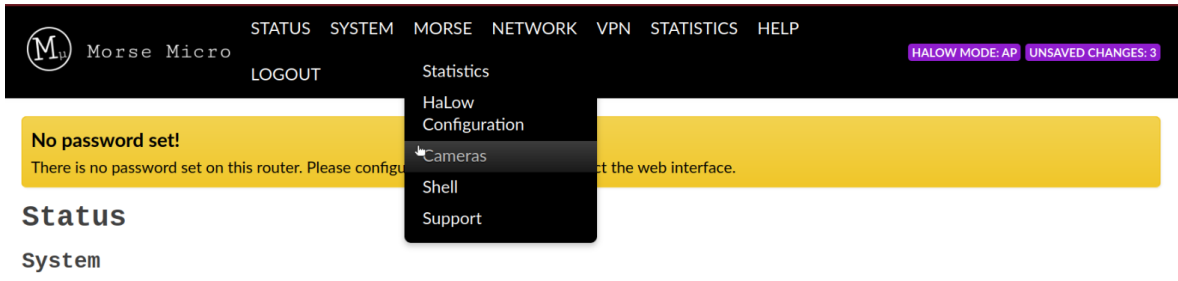 STATUS SYSTEM MORSE NETWORK VPN STATISTICS HELP
LOGOUT
Mμ Morse Micro
HALOW MODE: AP UNSAVED CHANGES: 3
Statistics
HaLow
Configuration
Cameras
Shell
Support
No password set!
There is no password set on this router. Please configu
ct the web interface.
Status
System